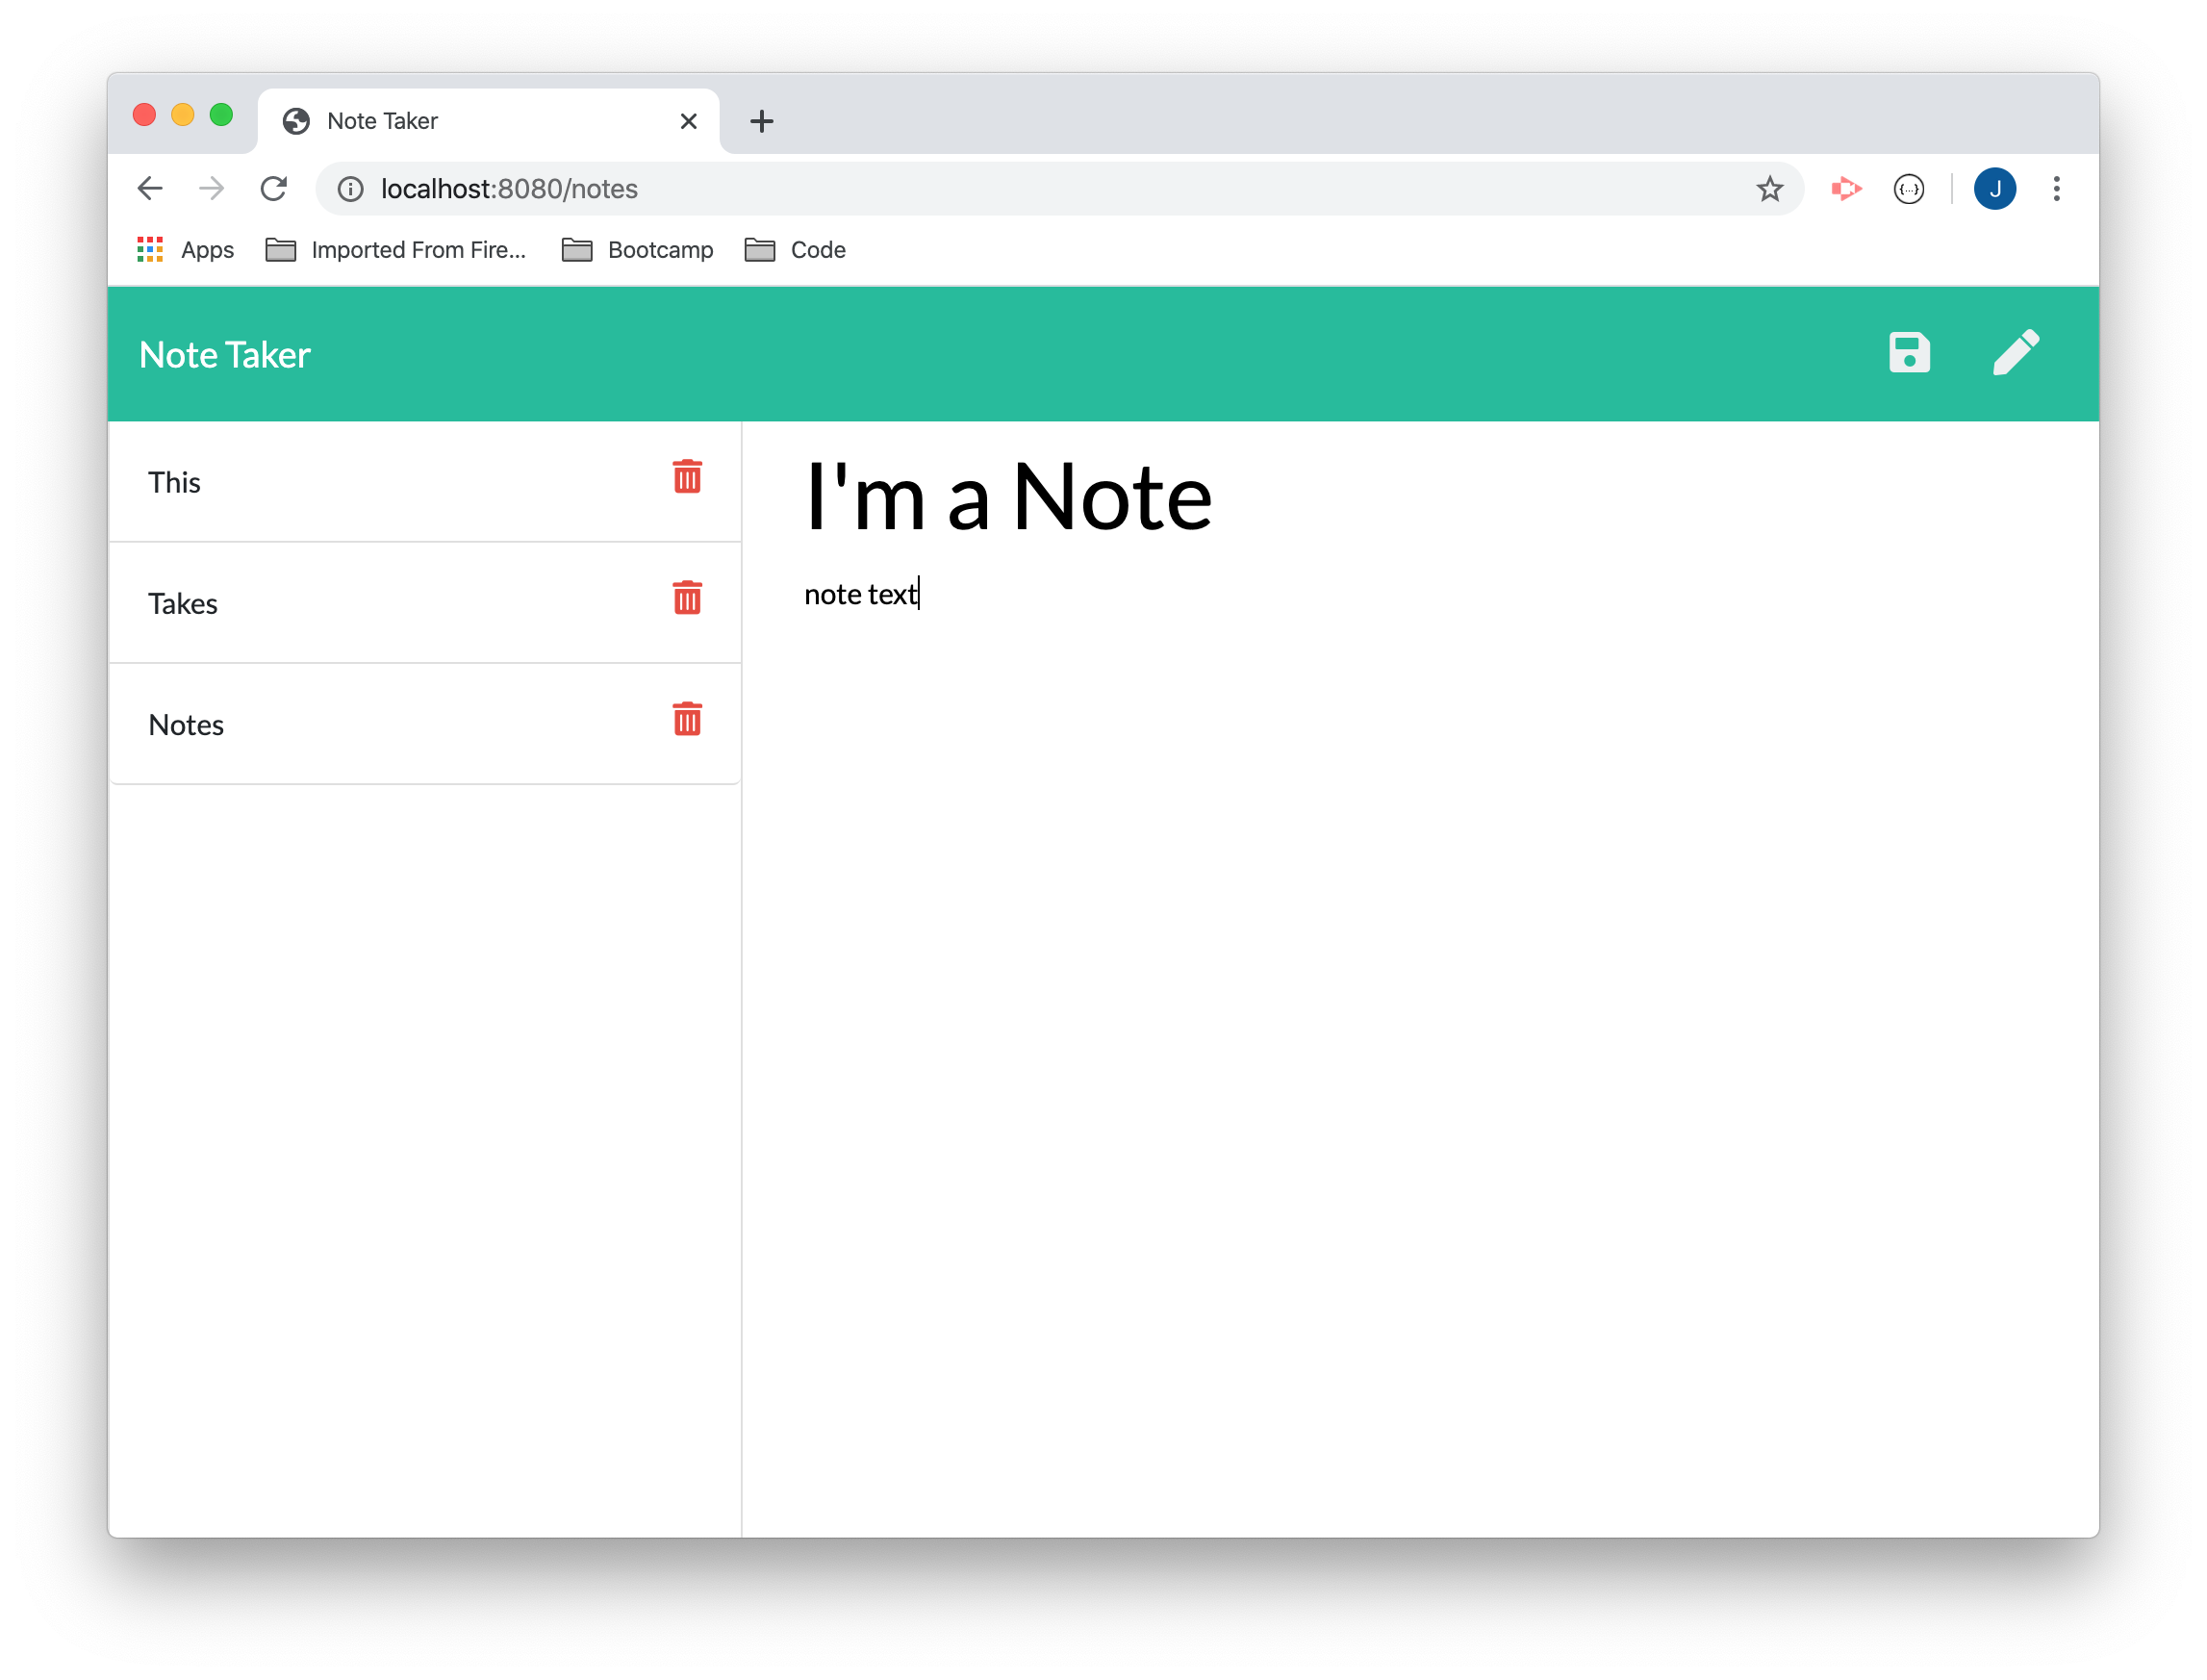 Note Taker
localhost:8080/notes
{...}
J
Apps
Imported From Fire...
Bootcamp
Code
Note Taker
This
Takes
Notes
I'm a Note
note text